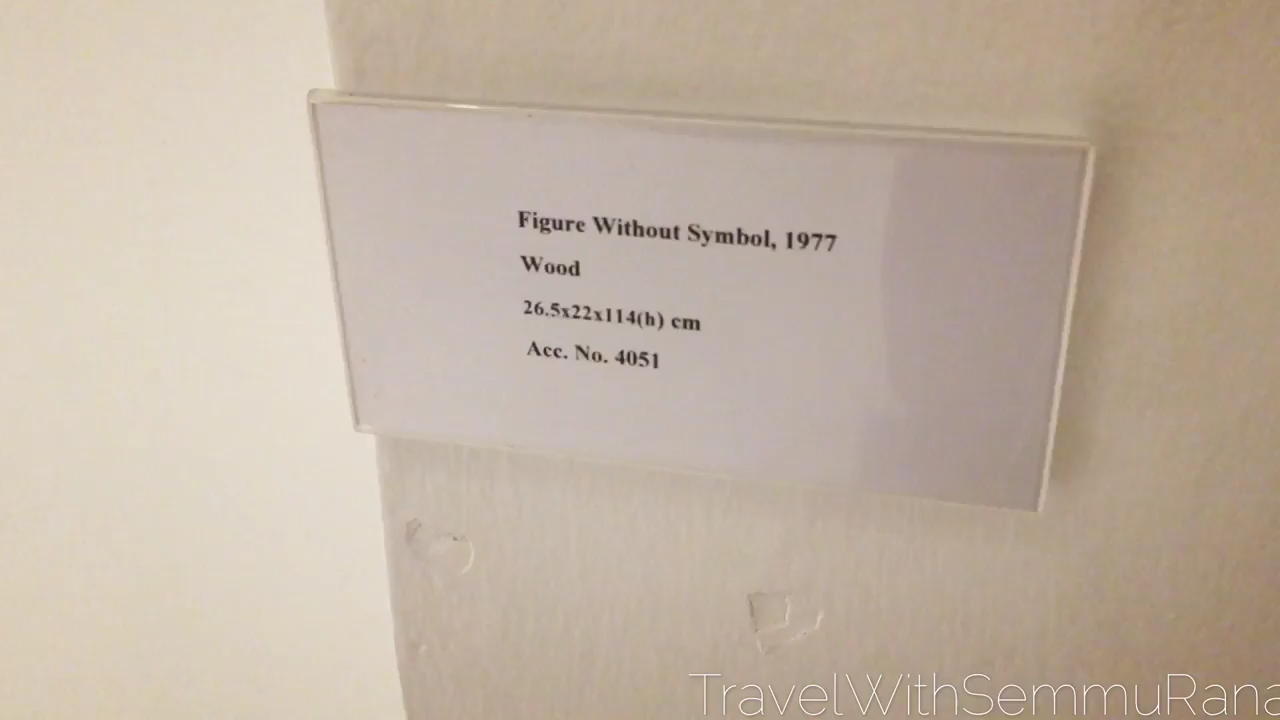 Figure Without Symbol, 1977
Wood
26.5x22x114(h) cm
Acc. No. 4051
TravelWithSemmuRana